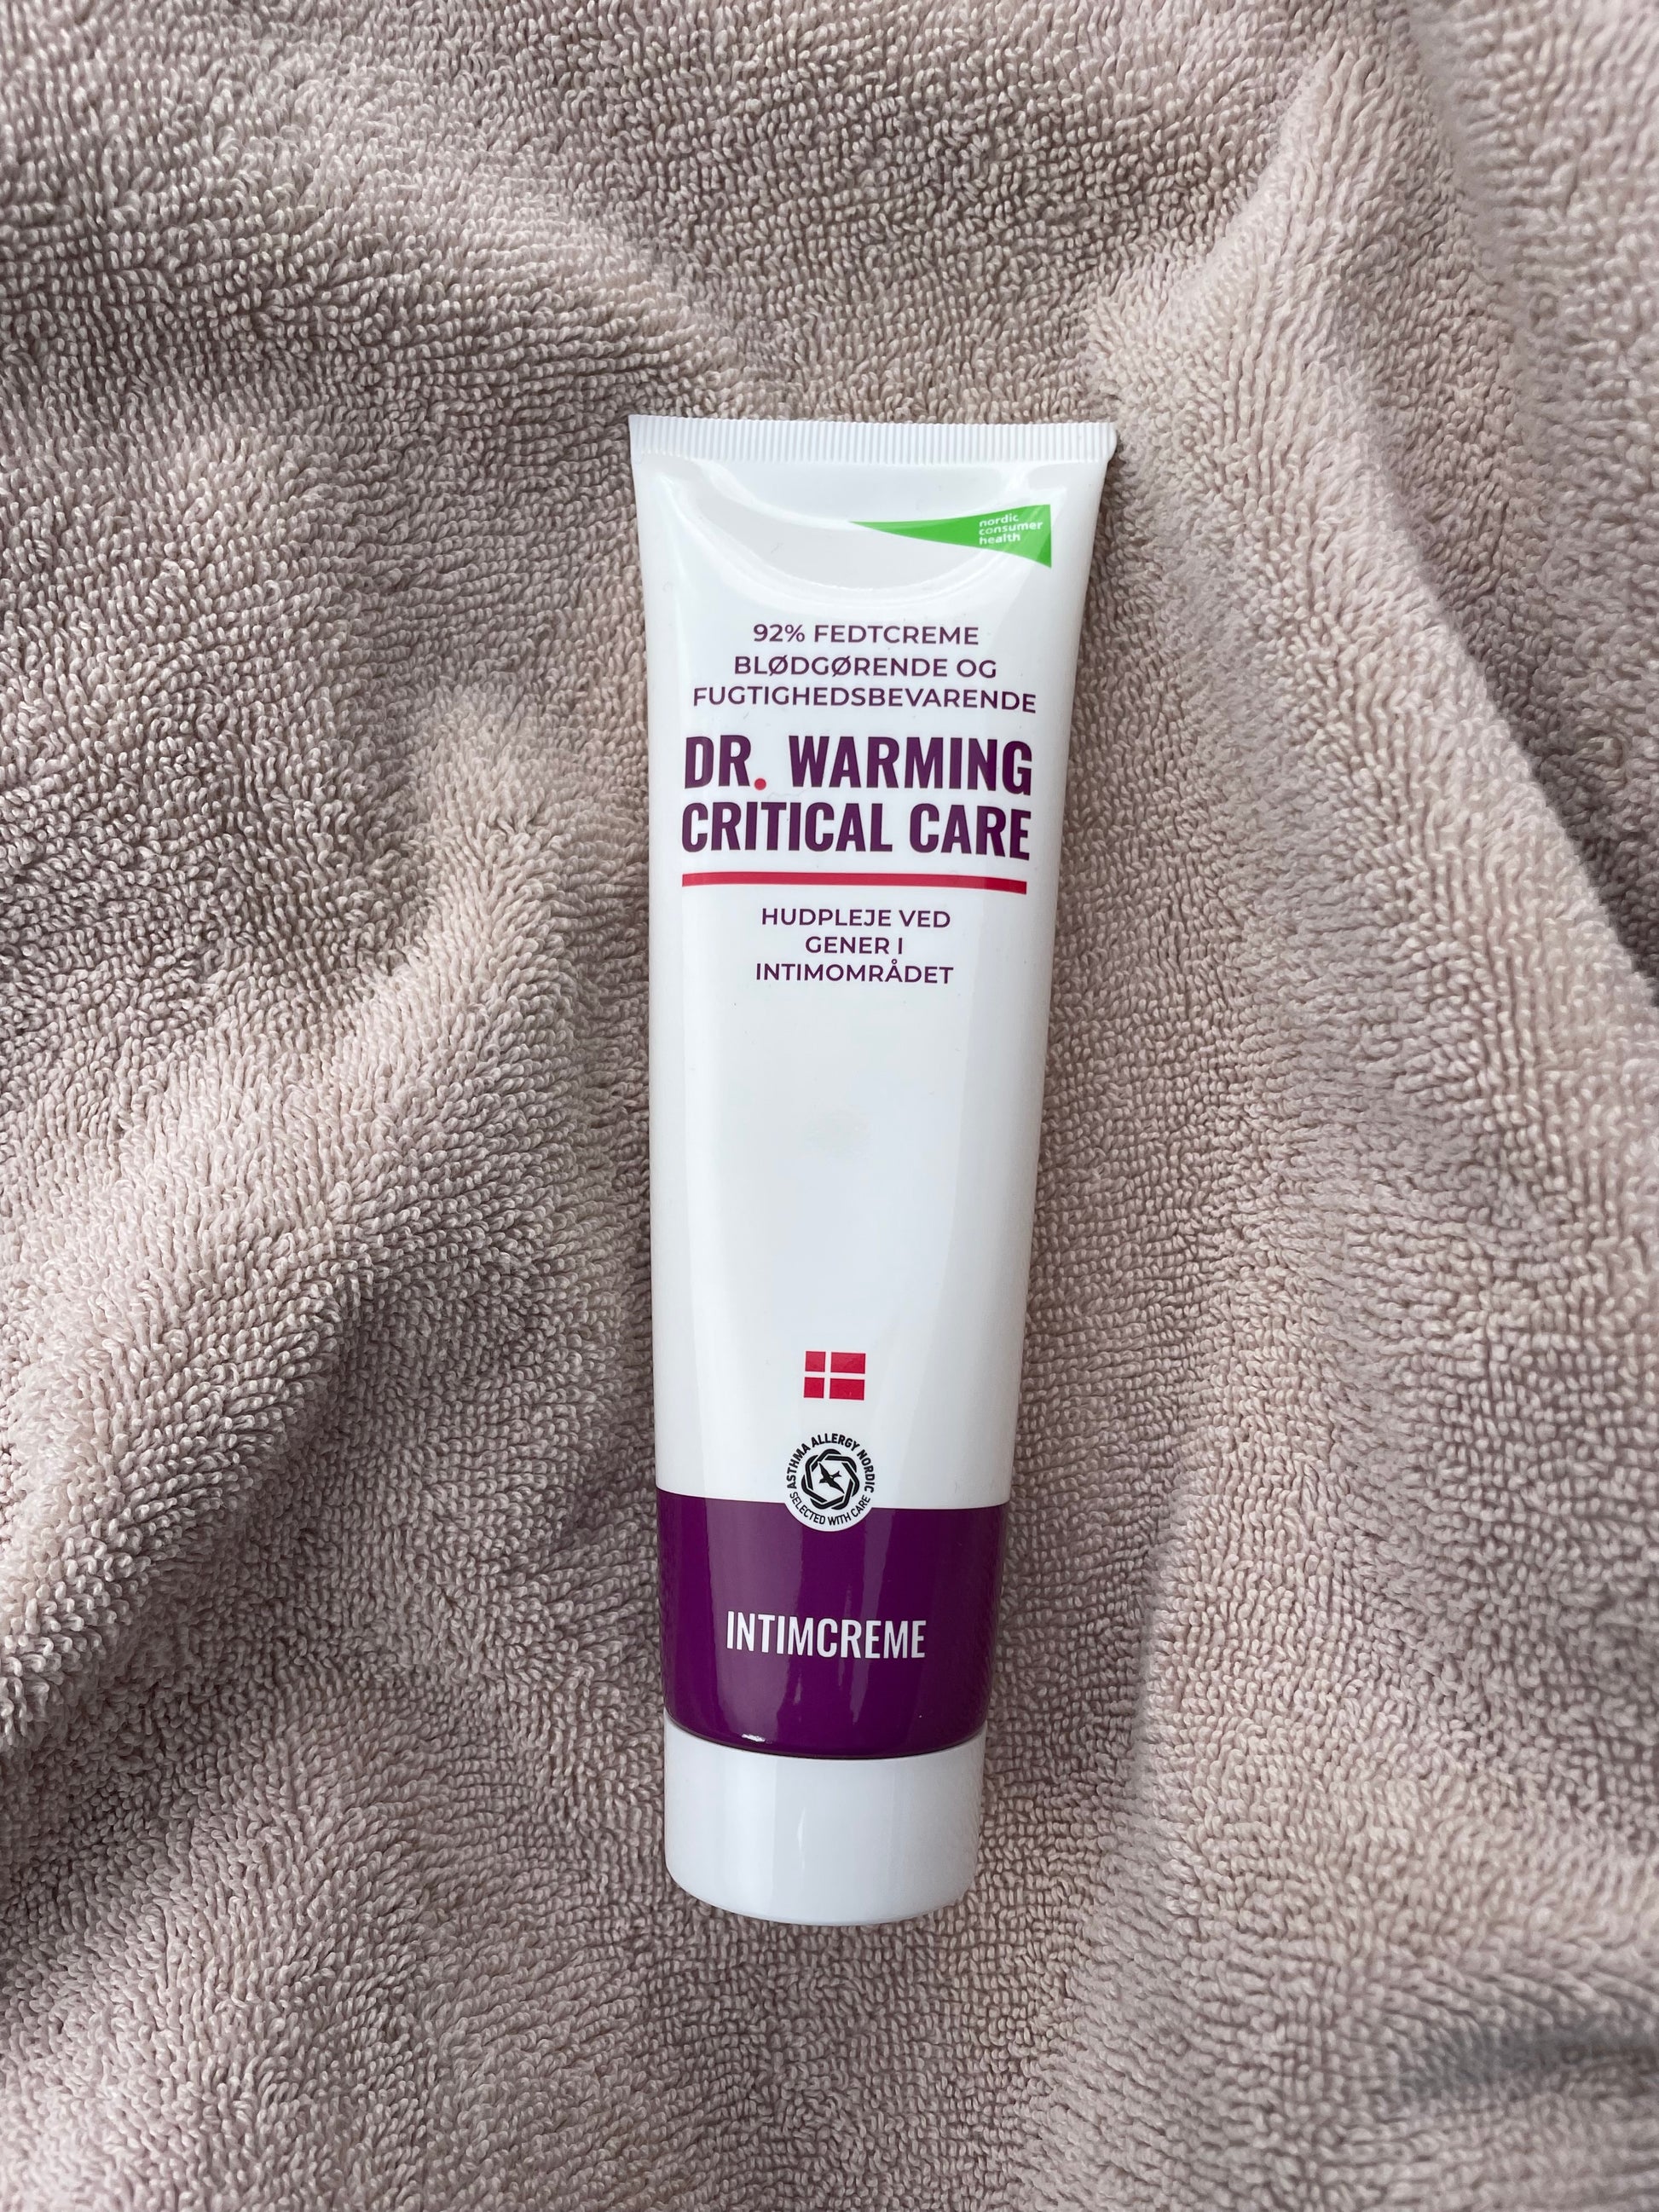 nordic
consumer
health
92% FEDTCREME
BLØDGØRENDE OG
FUGTIGHEDSBEVARENDE
DR. WARMING
CRITICAL CARE
HUDPLEJE VED
GENER I
INTIMOMRÅDET
ASTHMA ALLERGY NORDIC
SELECTED WITH CARE
INTIMCREME